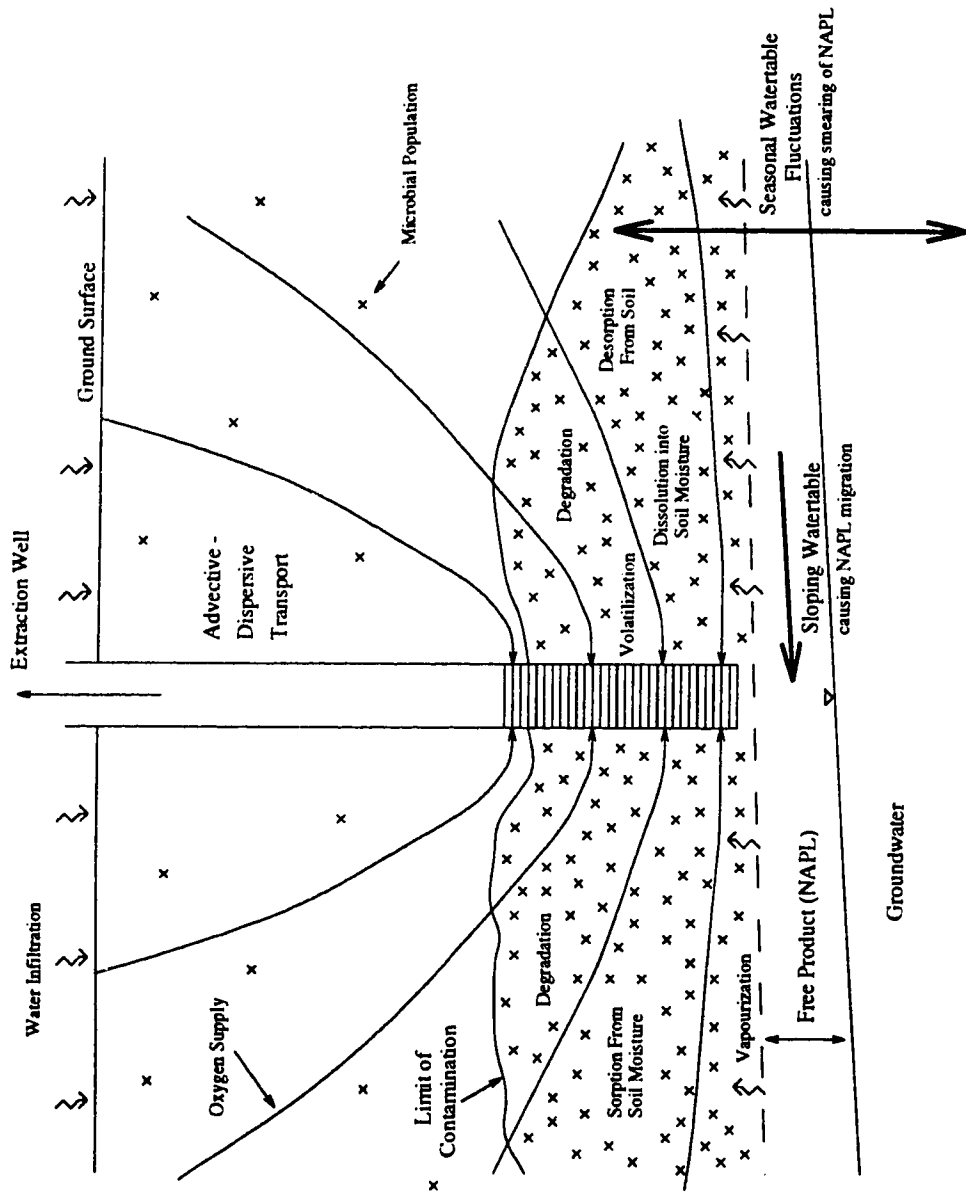 Extraction Well
Water Infiltration
Ground Surface
Oxygen Supply
Advective -
Dispersive
Transport
Microbial Population
Limit of
Contamination
Degradation
Degradation
Volatilization
Desorption
From Soil
Sorption From
Soil Moisture
Dissolution into
Soil Moisture
Vapourization
Free Product (NAPL)
Sloping Watertable
causing NAPL migration
Seasonal Watertable
Fluctuations
causing smearing of NAPL
Groundwater